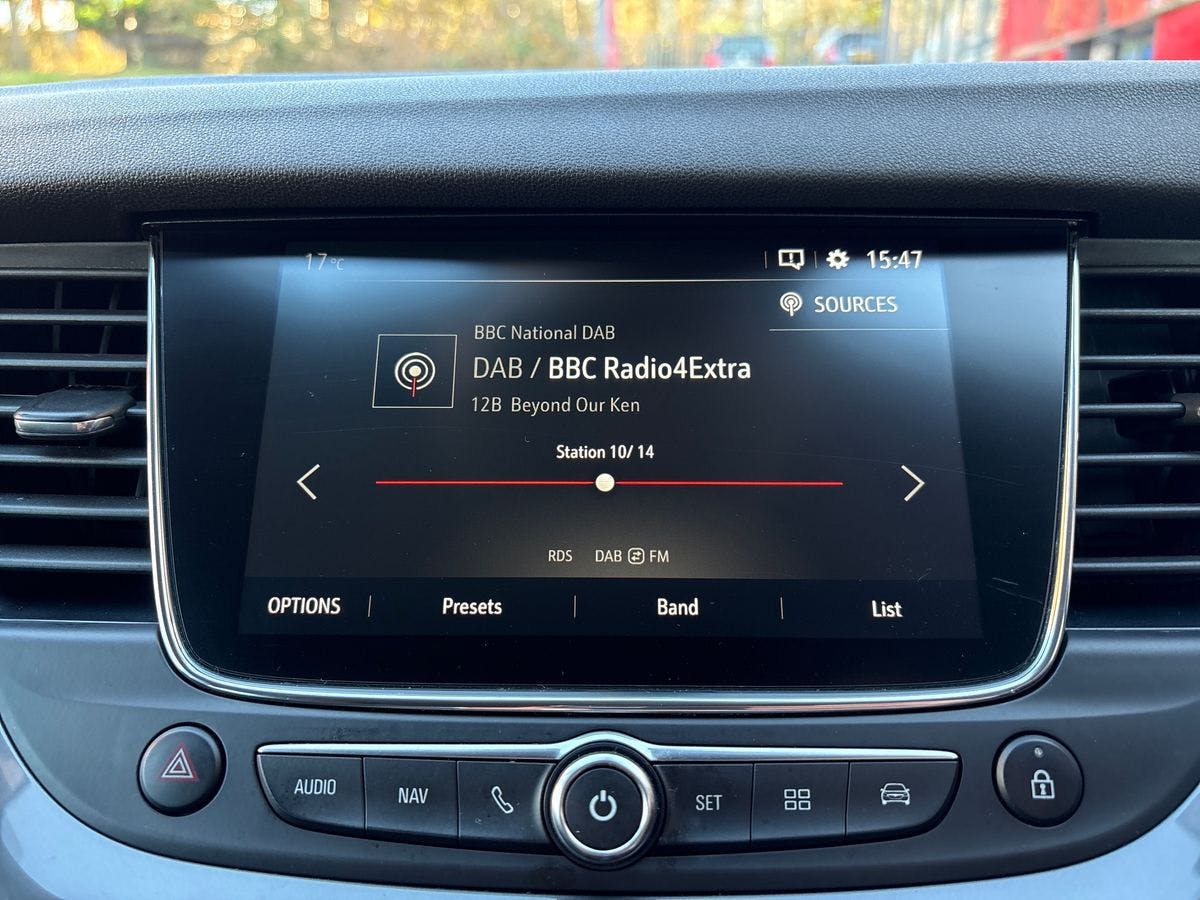 17°C
15:47
SOURCES
BBC National DAB
DAB / BBC Radio4Extra
12B Beyond Our Ken
Station 10/ 14
RDS DAB FM
OPTIONS Presets Band List
AUDIO NAV SET